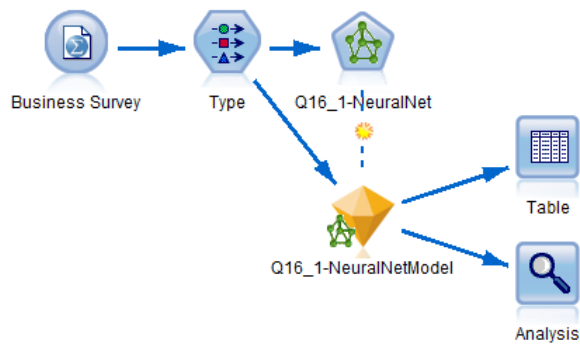 Business Survey
Type
Q16_1-NeuralNet
Table
Q16_1-NeuralNetModel
Analysis